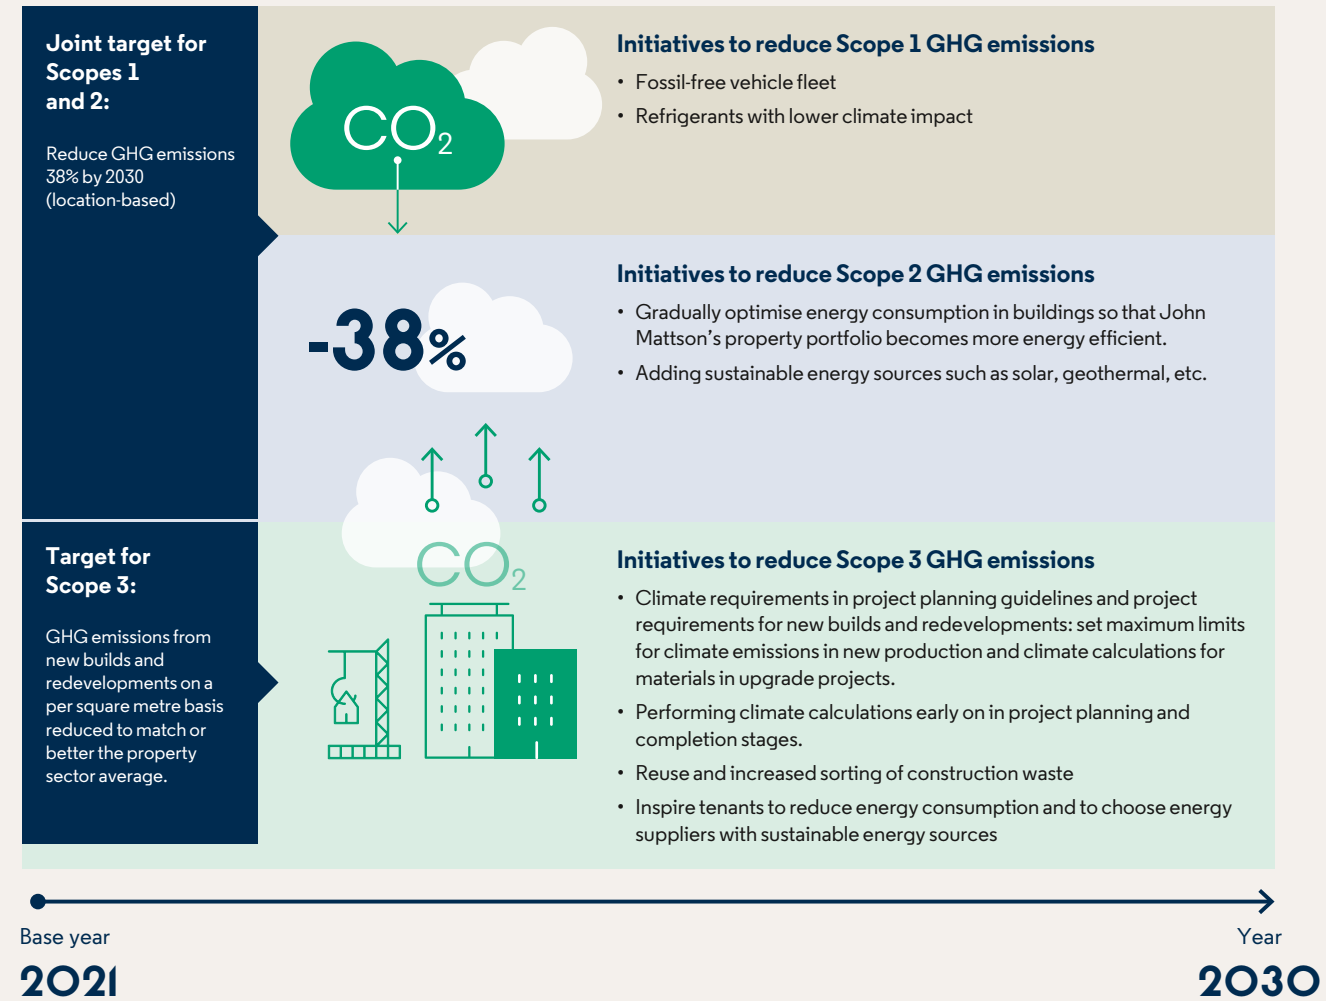 Joint target for
Scopes 1
and 2:
Reduce GHG emissions
38% by 2030
(location-based)
CO2
Initiatives to reduce Scope 1 GHG emissions
• Fossil-free vehicle fleet
• Refrigerants with lower climate impact
-38%
Initiatives to reduce Scope 2 GHG emissions
• Gradually optimise energy consumption in buildings so that John
Mattson's property portfolio becomes more energy efficient.
• Adding sustainable energy sources such as solar, geothermal, etc.
Target for
Scope 3:
GHG emissions from
new builds and
redevelopments on a
per square metre basis
reduced to match or
better the property
sector average.
CO2
Initiatives to reduce Scope 3 GHG emissions
• Climate requirements in project planning guidelines and project
requirements for new builds and redevelopments: set maximum limits
for climate emissions in new production and climate calculations for
materials in upgrade projects.
• Performing climate calculations early on in project planning and
completion stages.
• Reuse and increased sorting of construction waste
• Inspire tenants to reduce energy consumption and to choose energy
suppliers with sustainable energy sources
Base year
2021
Year
2030